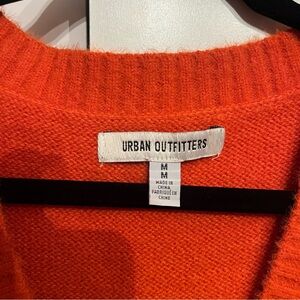 URBAN OUTFITTERS
M
M
MADE IN
CHINA
FABRIQUÉ EN
CHINE